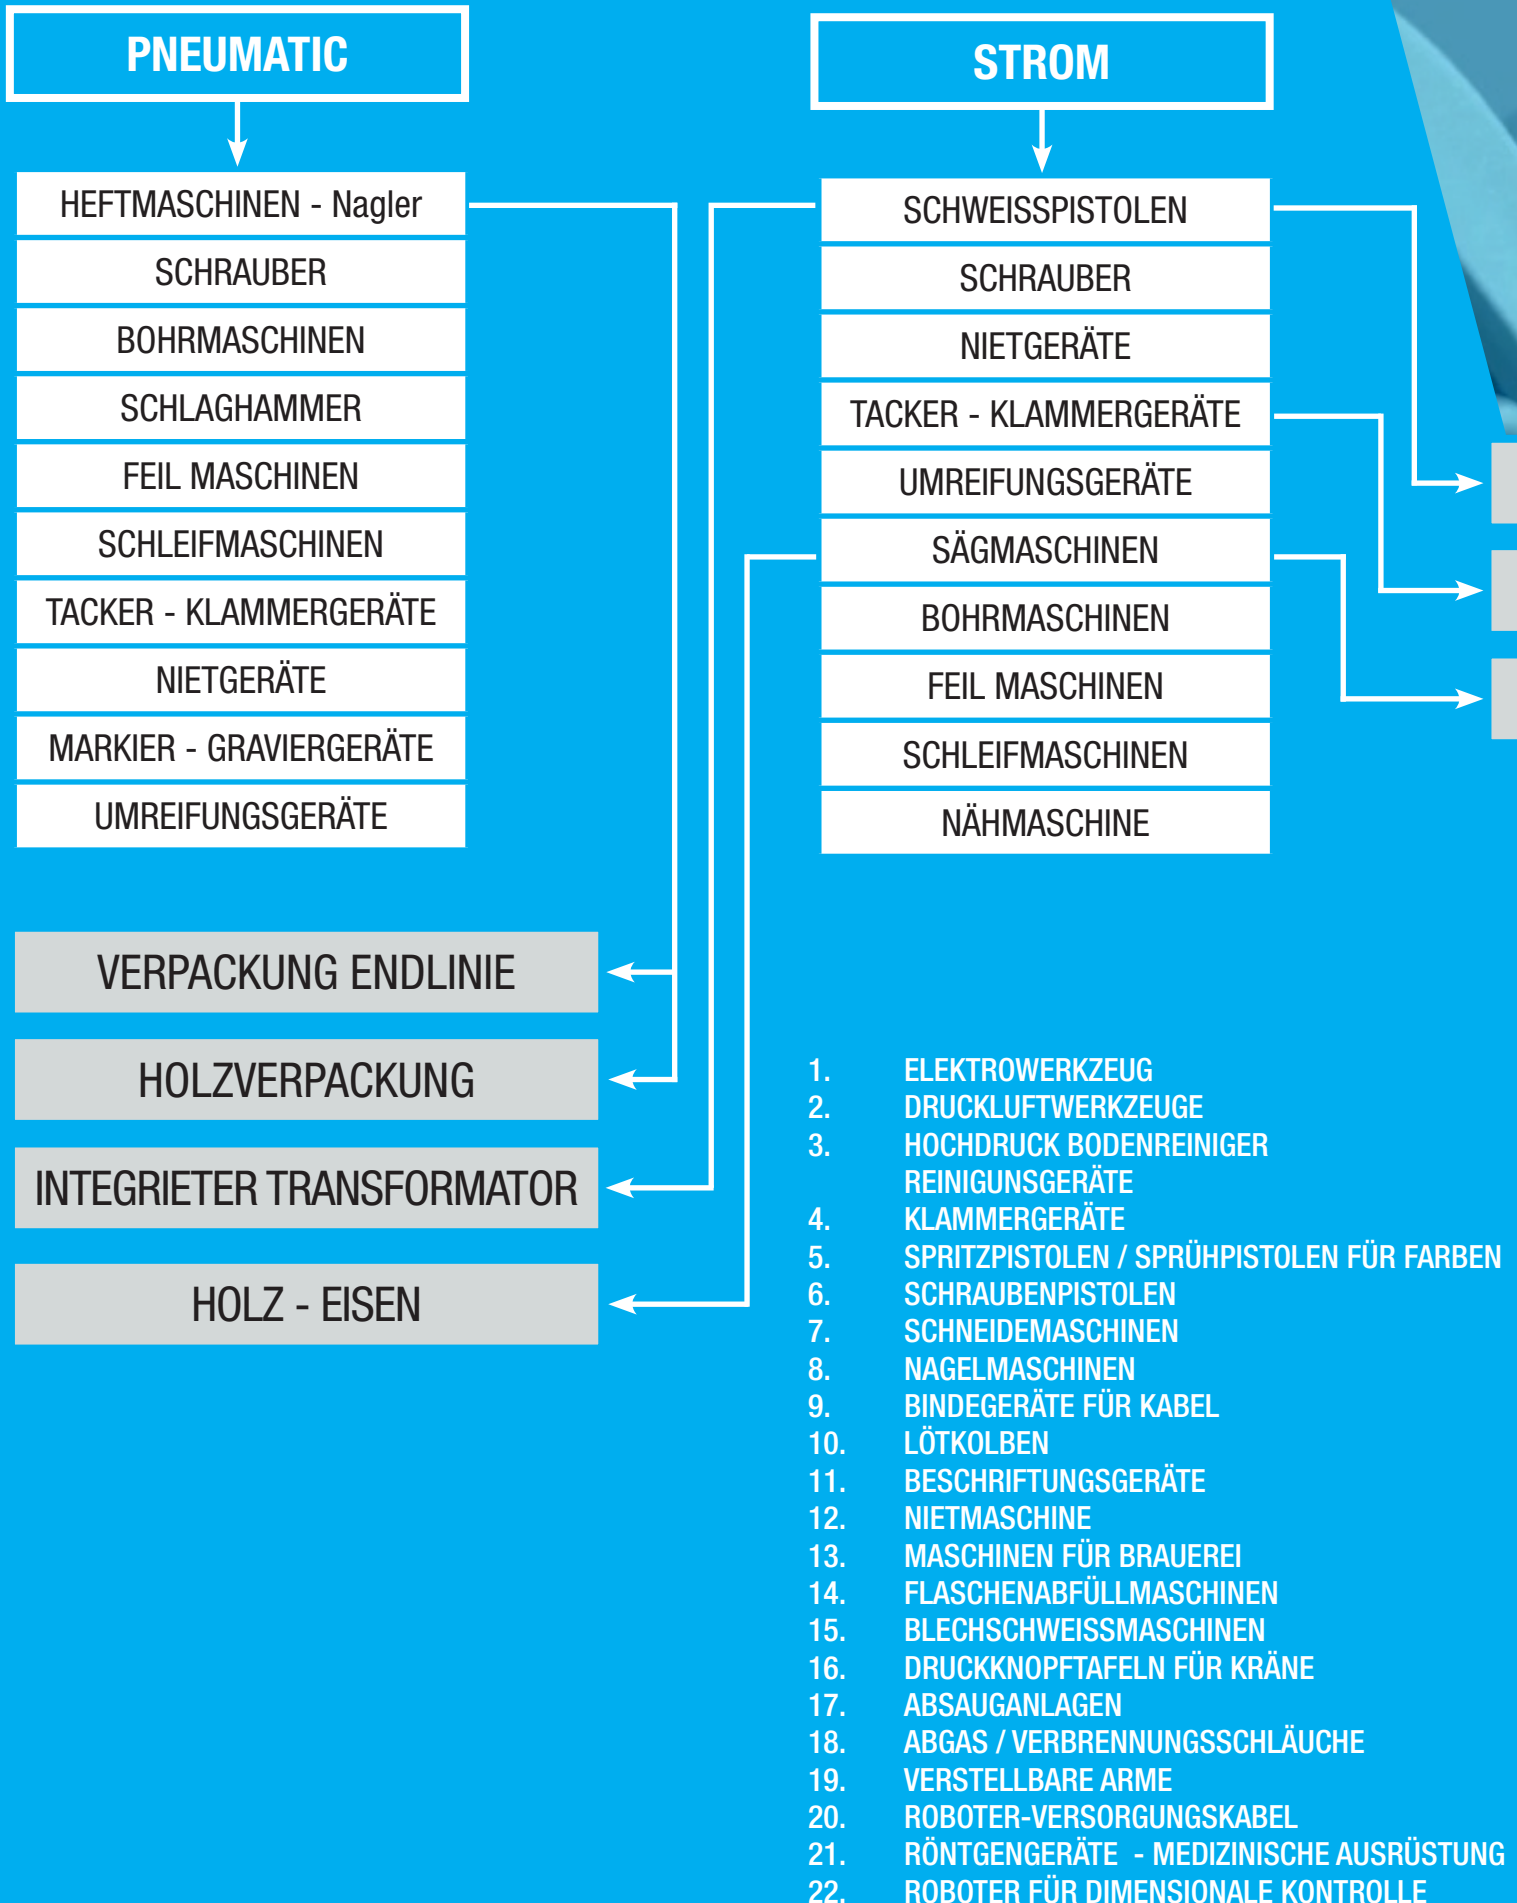 PNEUMATIC
HEFTMASCHINEN - Nagler
SCHRAUBER
BOHRMASCHINEN
SCHLAGHAMMER
FEIL MASCHINEN
SCHLEIFMASCHINEN
TACKER - KLAMMERGERÄTE
NIETGERÄTE
MARKIER - GRAVIERGERÄTE
UMREIFUNGSGERÄTE
VERPACKUNG ENDLINIE
HOLZVERPACKUNG
INTEGRIETER TRANSFORMATOR
HOLZ - EISEN
STROM
SCHWEISSPISTOLEN
SCHRAUBER
NIETGERÄTE
TACKER - KLAMMERGERÄTE
UMREIFUNGSGERÄTE
SÄGMASCHINEN
BOHRMASCHINEN
FEIL MASCHINEN
SCHLEIFMASCHINEN
NÄHMASCHINE
1. ELEKTROWERKZEUG
2. DRUCKLUFTWERKZEUGE
3. HOCHDRUCK BODENREINIGER
REINIGUNSGERÄTE
4. KLAMMERGERÄTE
5. SPRITZPISTOLEN / SPRÜHPISTOLEN FÜR FARBEN
6. SCHRAUBENPISTOLEN
7. SCHNEIDEMASCHINEN
8. NAGELMASCHINEN
9. BINDEGERÄTE FÜR KABEL
10. LÖTKOLBEN
11. BESCHRIFTUNGSGERÄTE
12. NIETMASCHINE
13. MASCHINEN FÜR BRAUEREI
14. FLASCHENABFÜLLMASCHINEN
15. BLECHSCHWEISSMASCHINEN
16. DRUCKKNOPFTAFELN FÜR KRÄNE
17. ABSAUGANLAGEN
18. ABGAS / VERBRENNUNGSSCHLÄUCHE
19. VERSTELLBARE ARME
20. ROBOTER-VERSORGUNGSKABEL
21. RÖNTGENGERÄTE - MEDIZINISCHE AUSRÜSTUNG
22. ROBOTER FÜR DIMENSIONALE KONTROLLE